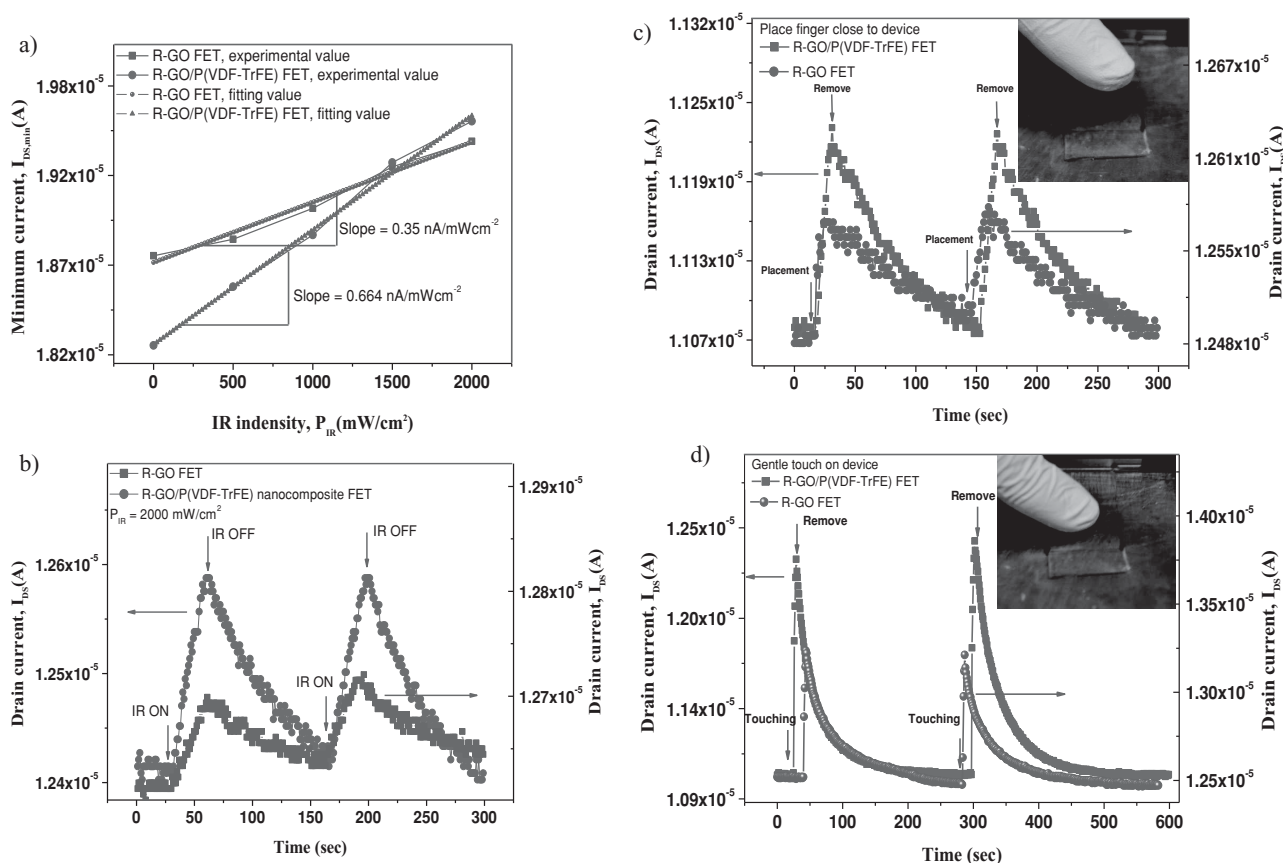 a)
R-GO FET, experimental value
R-GO/P(VDF-TrFE) FET, experimental value
R-GO FET, fitting value
R-GO/P(VDF-TrFE) FET, fitting value
Minimum current, I_DS,min(A)
1.98x10⁻⁵
1.92x10⁻⁵
1.87x10⁻⁵
1.82x10⁻⁵
Slope = 0.35 nA/mWcm⁻²
Slope = 0.664 nA/mWcm⁻²
0 500 1000 1500 2000
IR indensity, P_IR(mW/cm²)
b)
R-GO FET
R-GO/P(VDF-TrFE) nanocomposite FET
P_IR = 2000 mW/cm²
Drain current, I_DS(A)
1.26x10⁻⁵
1.25x10⁻⁵
1.24x10⁻⁵
IR OFF
IR OFF
IR ON
IR ON
1.29x10⁻⁵
1.28x10⁻⁵
1.27x10⁻⁵
Drain current, I_DS(A)
0 50 100 150 200 250 300
Time (sec)
c)
Place finger close to device
R-GO/P(VDF-TrFE) FET
R-GO FET
Drain current, I_DS(A)
1.132x10⁻⁵
1.125x10⁻⁵
1.119x10⁻⁵
1.113x10⁻⁵
1.107x10⁻⁵
Remove
Remove
Placement
Placement
1.267x10⁻⁵
1.261x10⁻⁵
1.255x10⁻⁵
1.248x10⁻⁵
Drain current, I_DS(A)
0 50 100 150 200 250 300
Time (sec)
d)
Gentle touch on device
R-GO/P(VDF-TrFE) FET
R-GO FET
Drain current, I_DS(A)
1.25x10⁻⁵
1.20x10⁻⁵
1.14x10⁻⁵
1.09x10⁻⁵
Remove
Remove
Touching
Touching
1.40x10⁻⁵
1.35x10⁻⁵
1.30x10⁻⁵
1.25x10⁻⁵
Drain current, I_DS(A)
0 100 200 300 400 500 600
Time (sec)